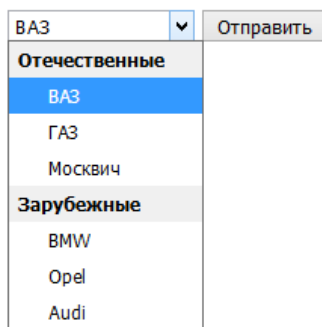 ВАЗ Отправить
Отечественные
ВАЗ
ГАЗ
Москвич
Зарубежные
BMW
Opel
Audi